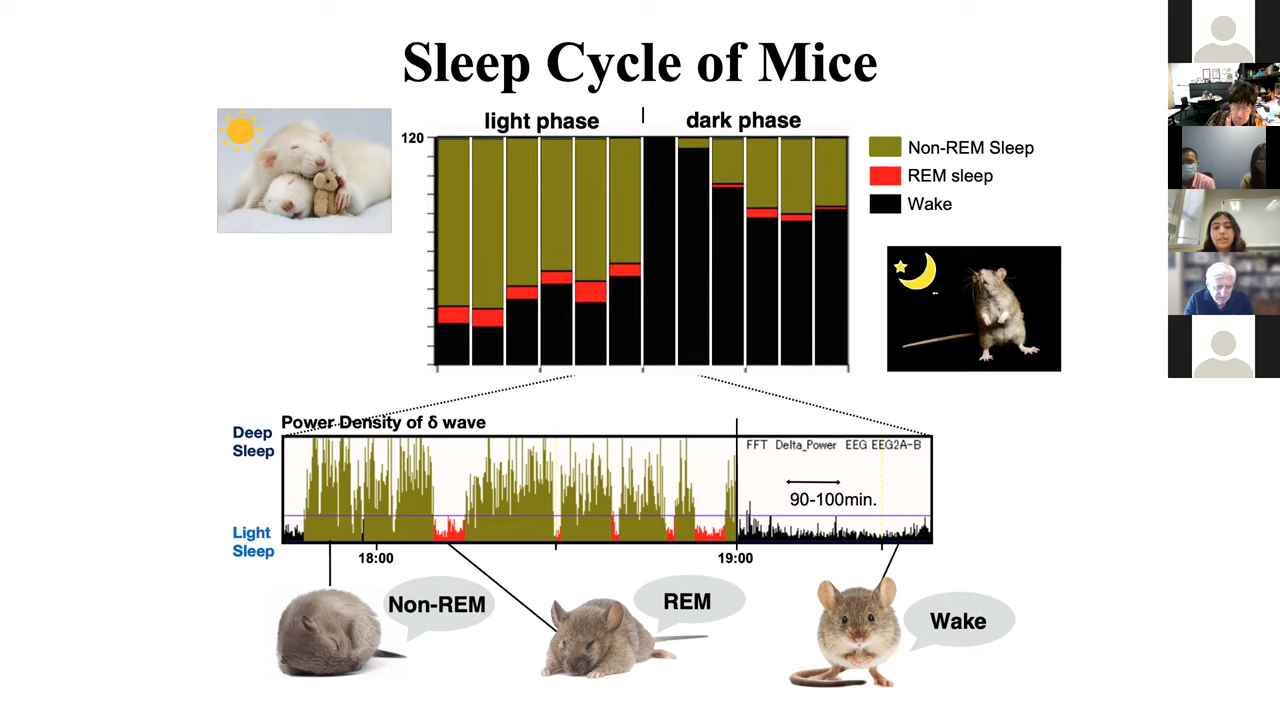 Sleep Cycle of Mice
light phase
dark phase
120
Non-REM Sleep
REM sleep
Wake
Power Density of δ wave
Deep
Sleep
FFT Delta_Power EEG EEG2A-B
90-100min.
Light
Sleep
18:00
19:00
Non-REM
REM
Wake